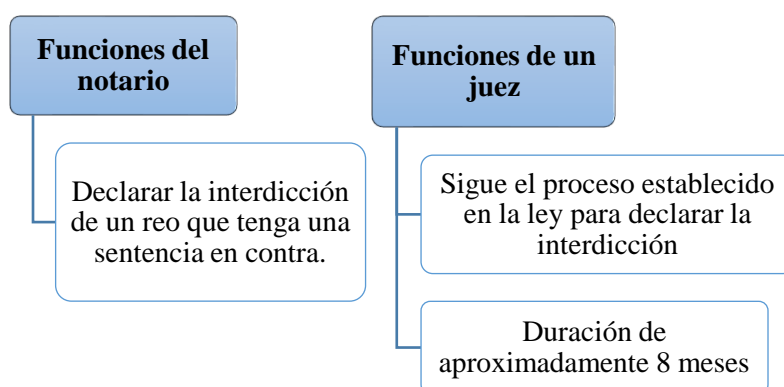 Funciones del
notario
Declarar la interdicción
de un reo que tenga una
sentencia en contra.
Funciones de un
juez
Sigue el proceso establecido
en la ley para declarar la
interdicción
Duración de
aproximadamente 8 meses